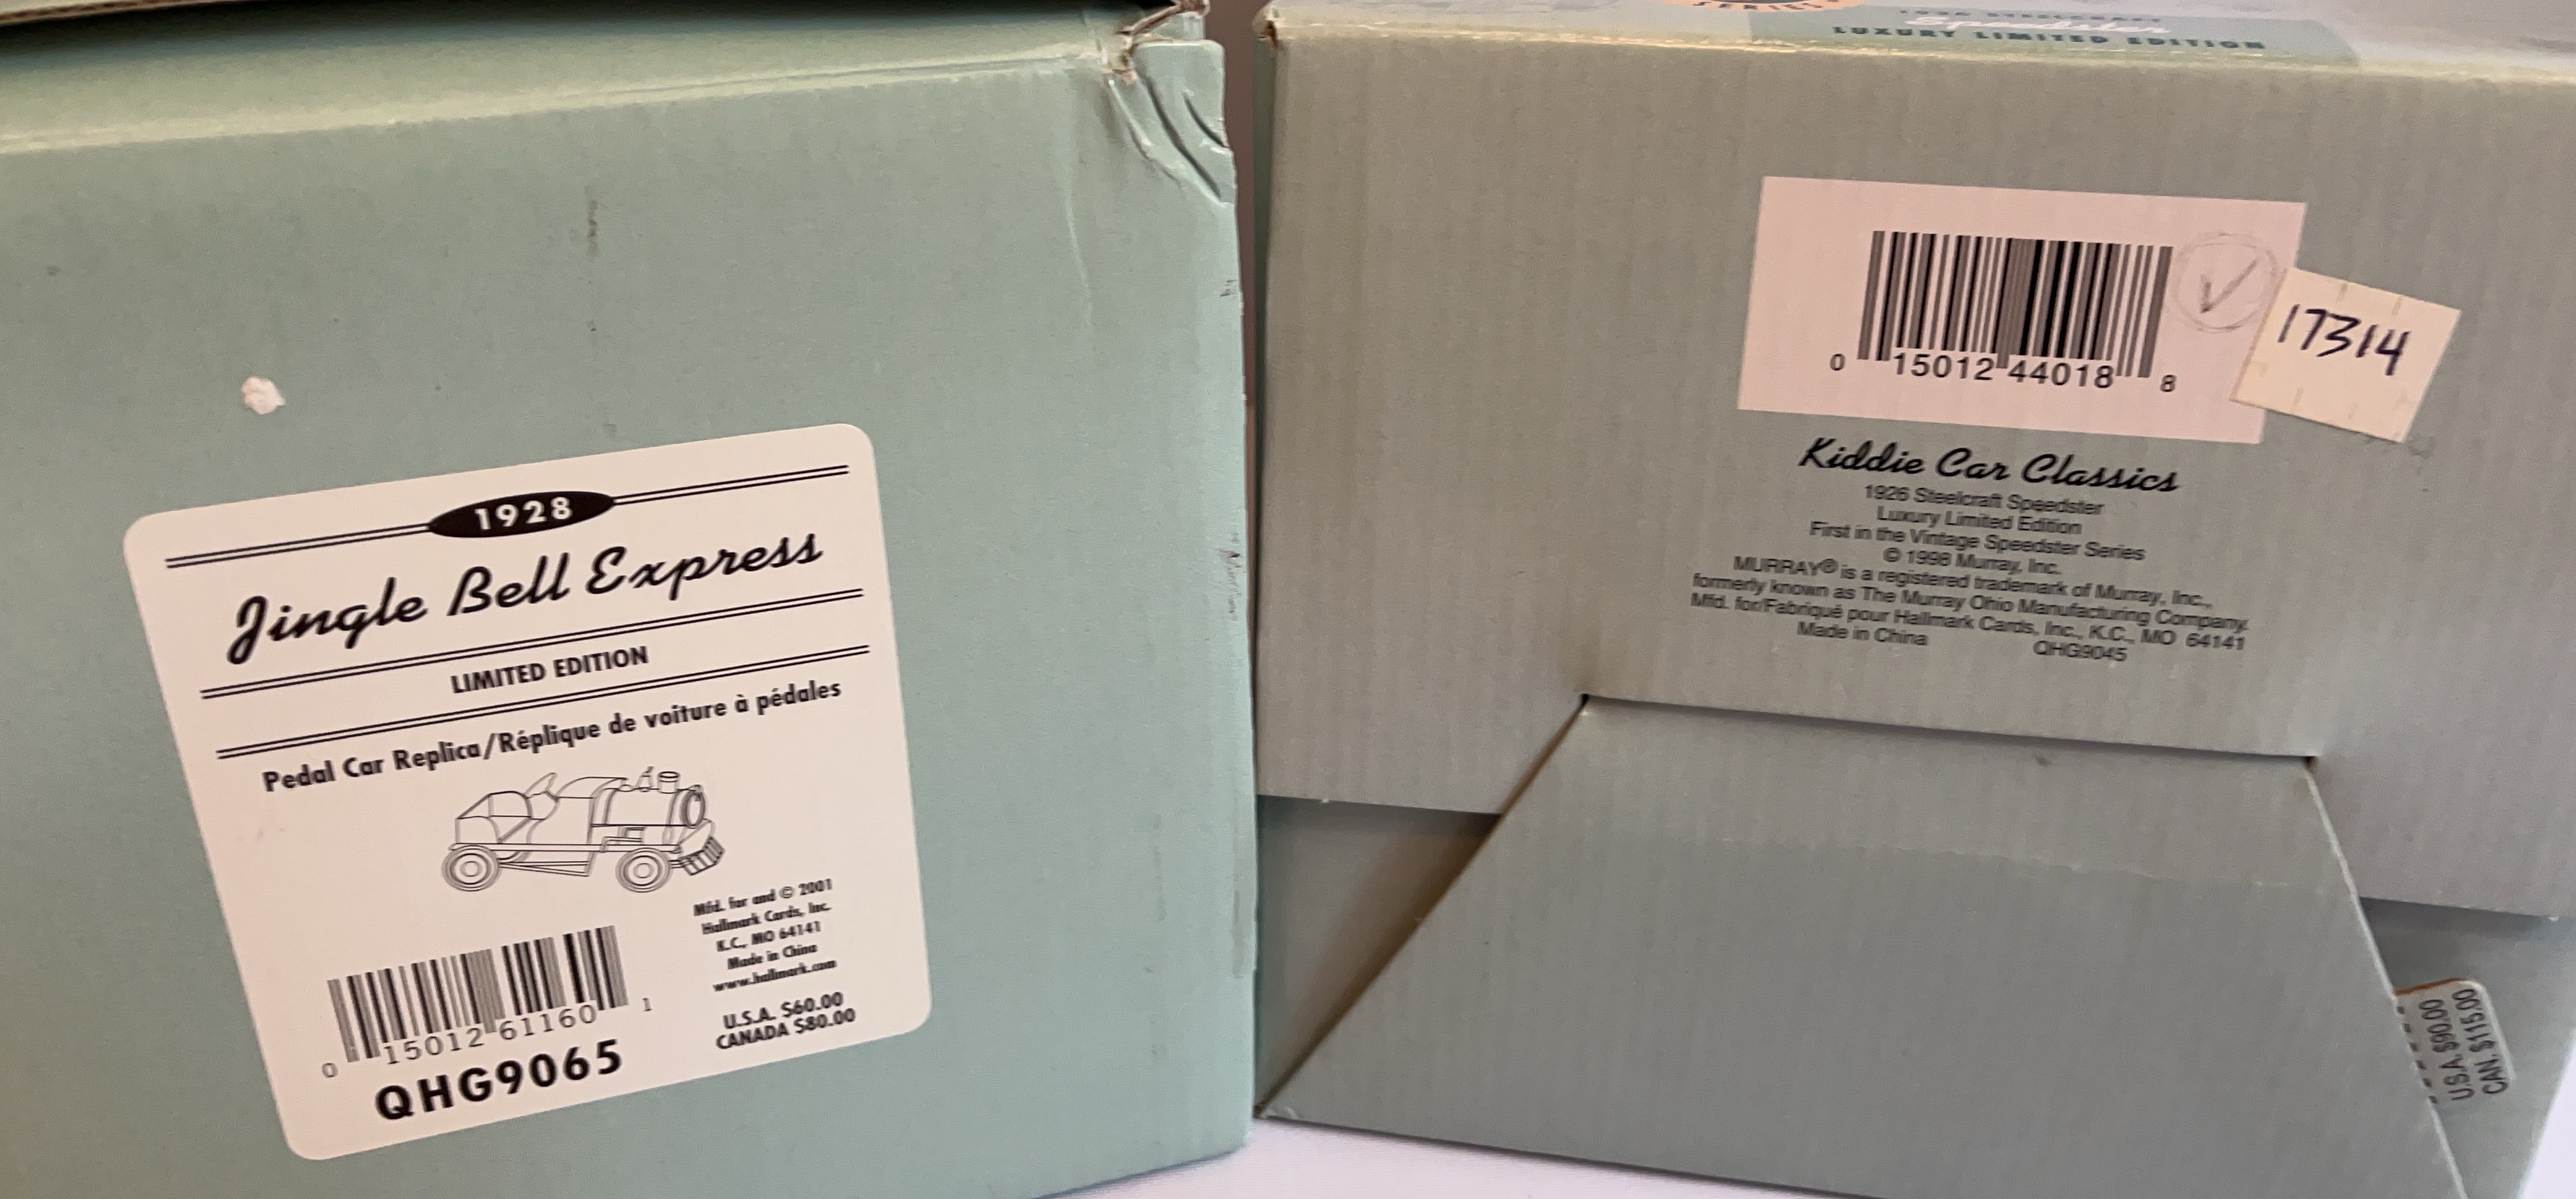 1928
Jingle Bell Express
LIMITED EDITION
Pedal Car Replica/Réplique de voiture à pédales
Mfd. for and © 2001
Hallmark Cards, Inc.
K.C., MO 64141
Made in China
www.hallmark.com
U.S.A. $60.00
CANADA $80.00
0 15012 61160 1
QHG9065
SERIES
Speedster
LUXURY LIMITED EDITION
0 15012 44018 8
17314
Kiddie Car Classics
1926 Steelcraft Speedster
Luxury Limited Edition
First in the Vintage Speedster Series
© 1998 Murray, Inc.
MURRAY® is a registered trademark of Murray, Inc.,
formerly known as The Murray Ohio Manufacturing Company.
Mfd. for/Fabriqué pour Hallmark Cards, Inc., K.C., MO 64141
Made in China QHG9045
U.S.A. $90.00
CAN. $115.00